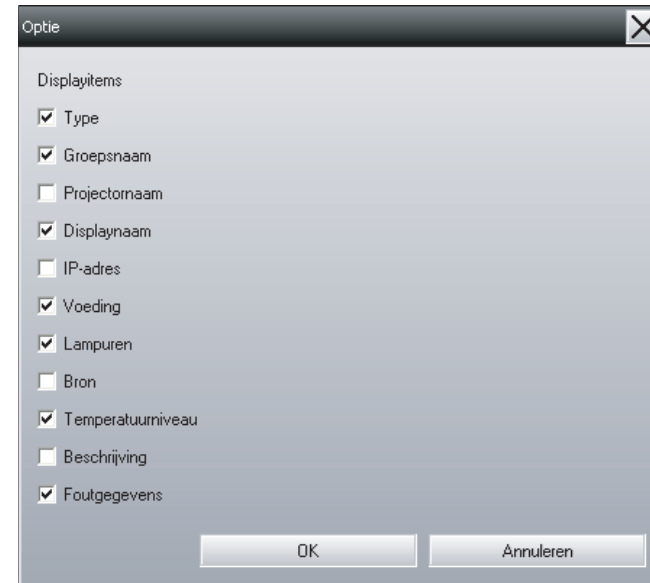 Optie
Displayitems
Type
Groepsnaam
Projectornaam
Displaynaam
IP-adres
Voeding
Lampuren
Bron
Temperatuurniveau
Beschrijving
Foutgegevens
OK Annuleren